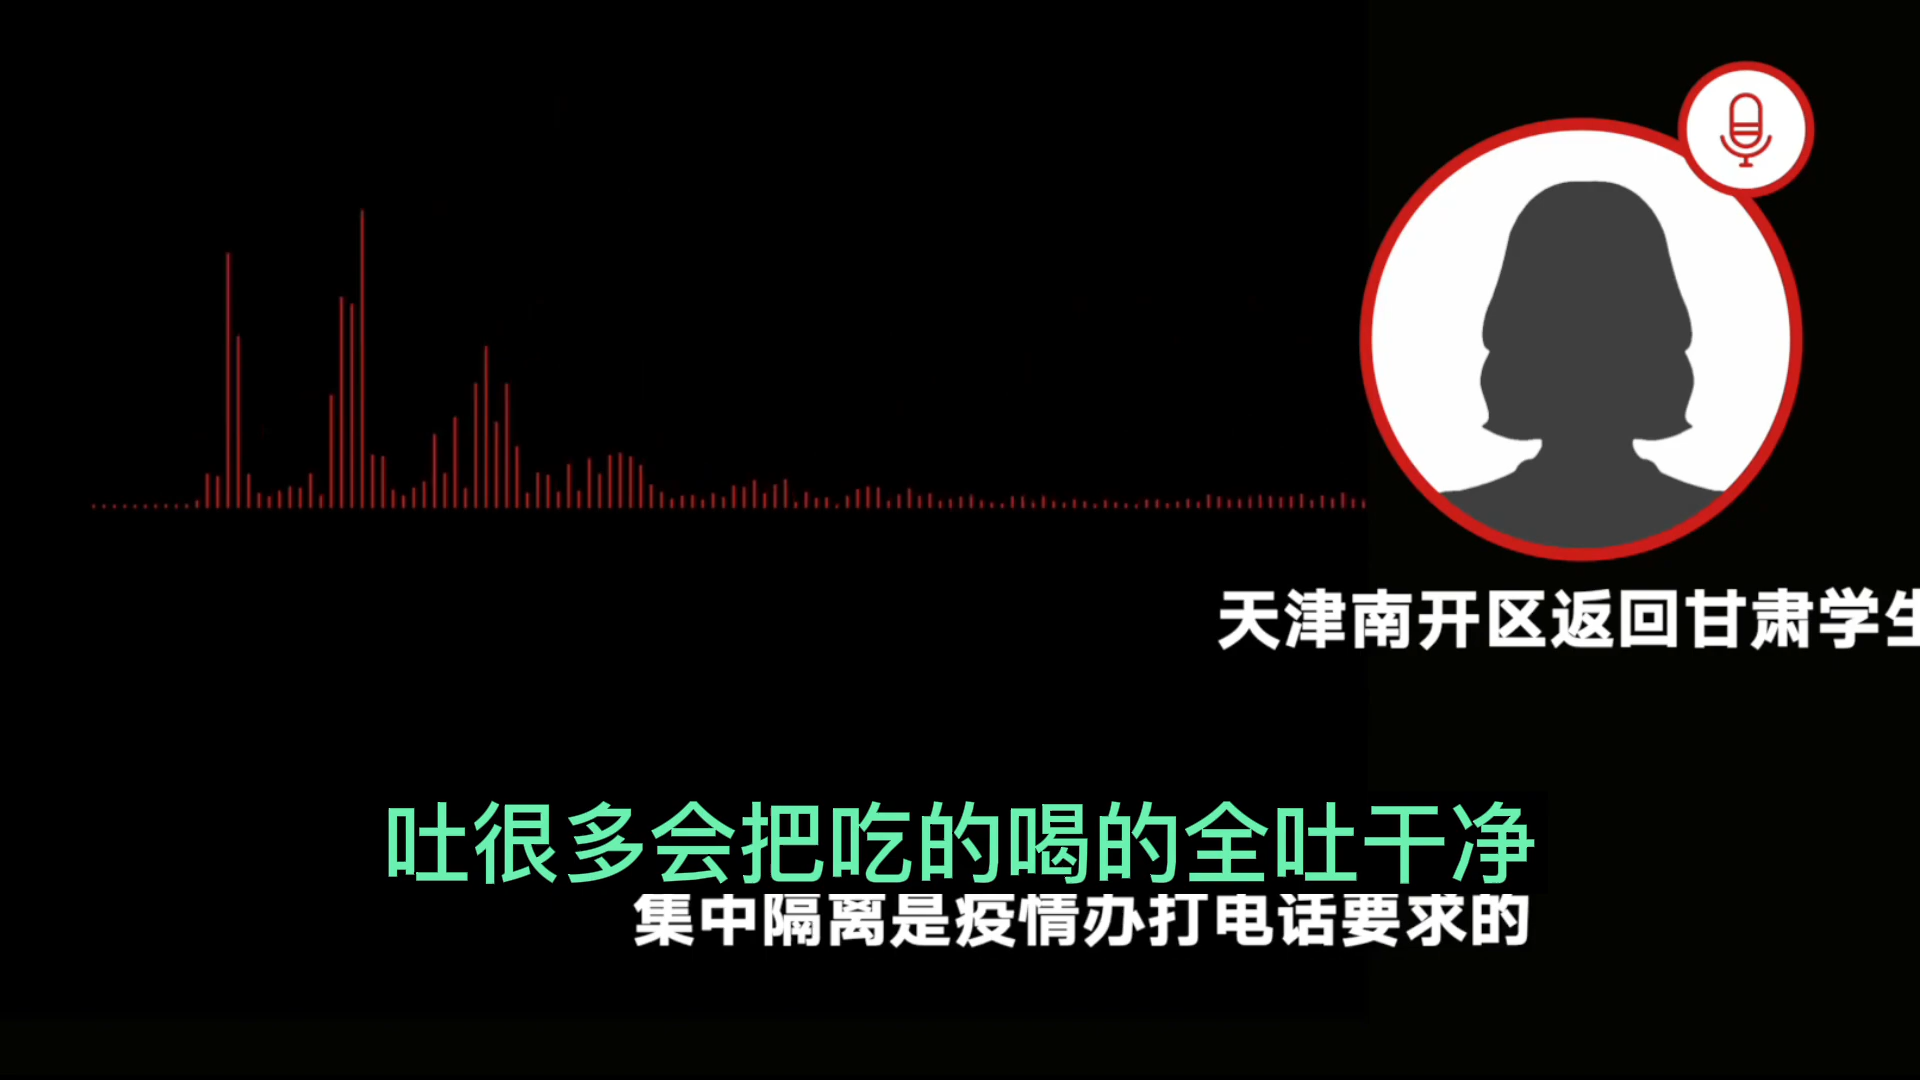 天津南开区返回甘肃学生
吐很多会把吃的喝的全吐干净
集中隔离是疫情办打电话要求的